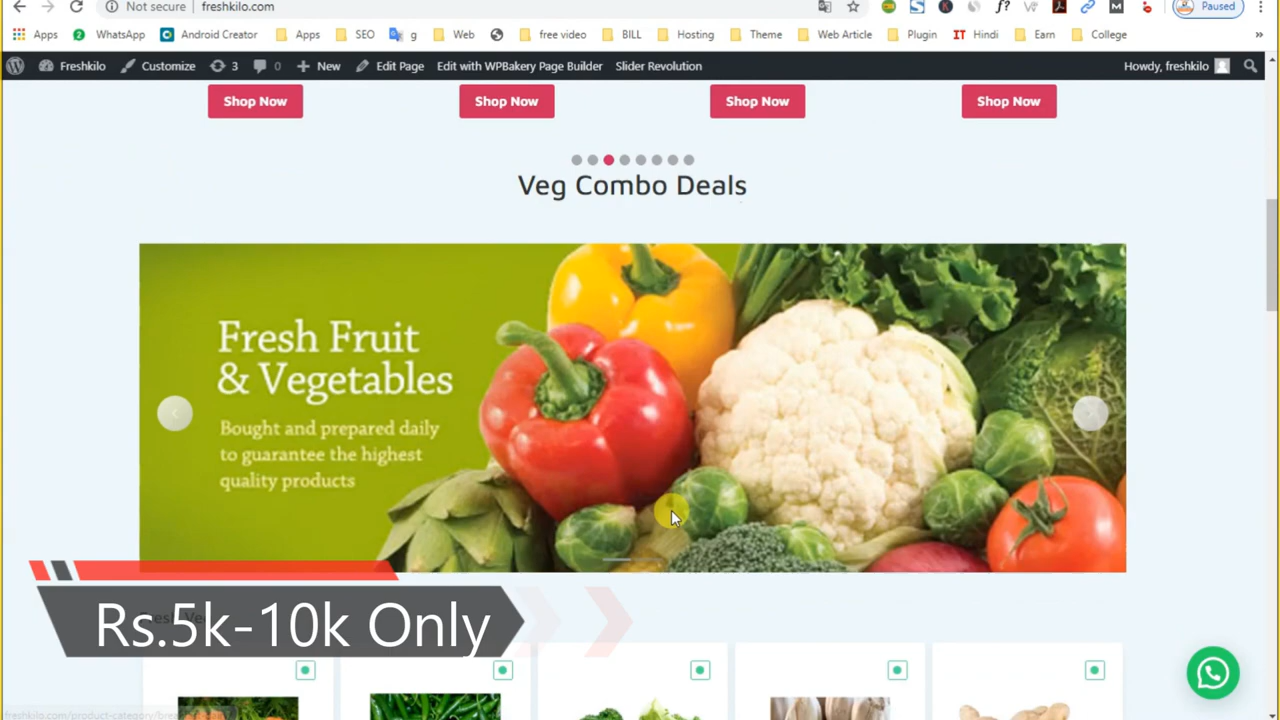 Not secure freshkilo.com Paused
Apps WhatsApp Android Creator Apps SEO g Web free video BILL Hosting Theme Web Article Plugin IT Hindi Earn College »
Freshkilo Customize 3 0 New Edit Page Edit with WPBakery Page Builder Slider Revolution Howdy, freshkilo
Shop Now Shop Now Shop Now Shop Now
Veg Combo Deals
Fresh Fruit
& Vegetables
Bought and prepared daily
to guarantee the highest
quality products
Rs.5k-10k Only